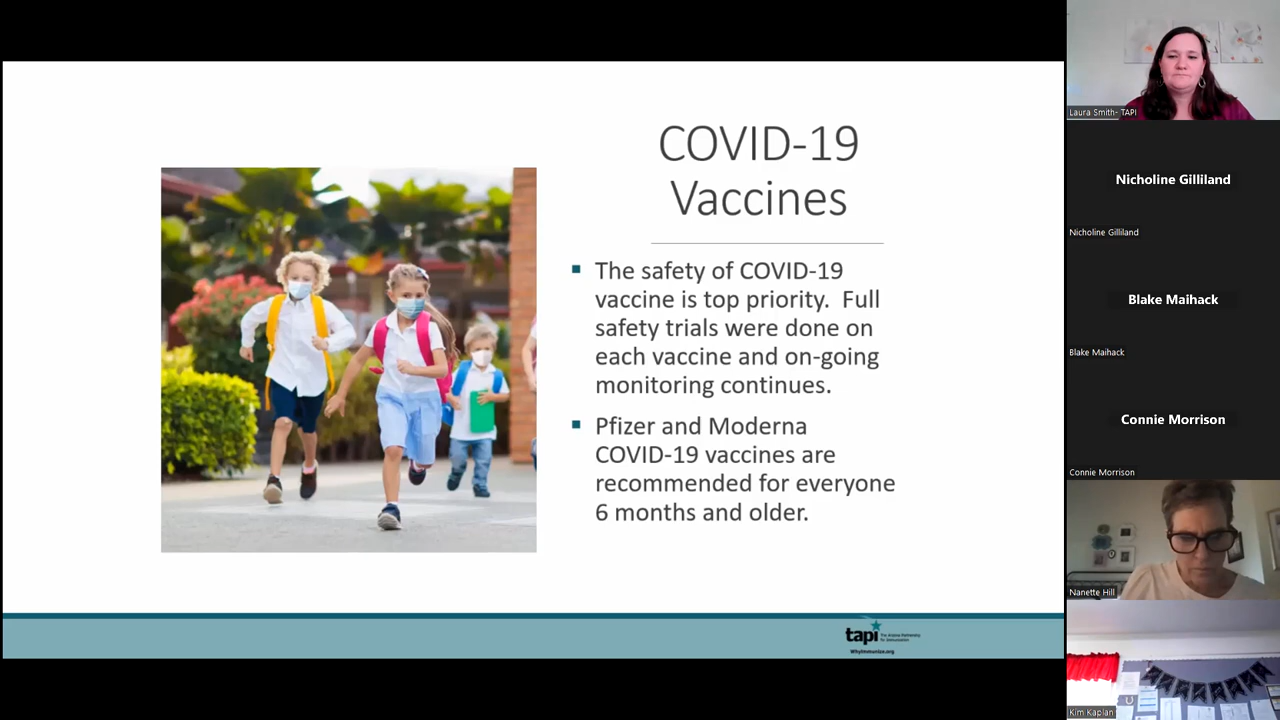 COVID-19
Vaccines
The safety of COVID-19
vaccine is top priority. Full
safety trials were done on
each vaccine and on-going
monitoring continues.
Pfizer and Moderna
COVID-19 vaccines are
recommended for everyone
6 months and older.
tapi
The Arizona Partnership
for Immunization
WhyImmunize.org
Laura Smith- TAPI
Nicholine Gilliland
Nicholine Gilliland
Blake Maihack
Blake Maihack
Connie Morrison
Connie Morrison
Nanette Hill
Kim Kaplan